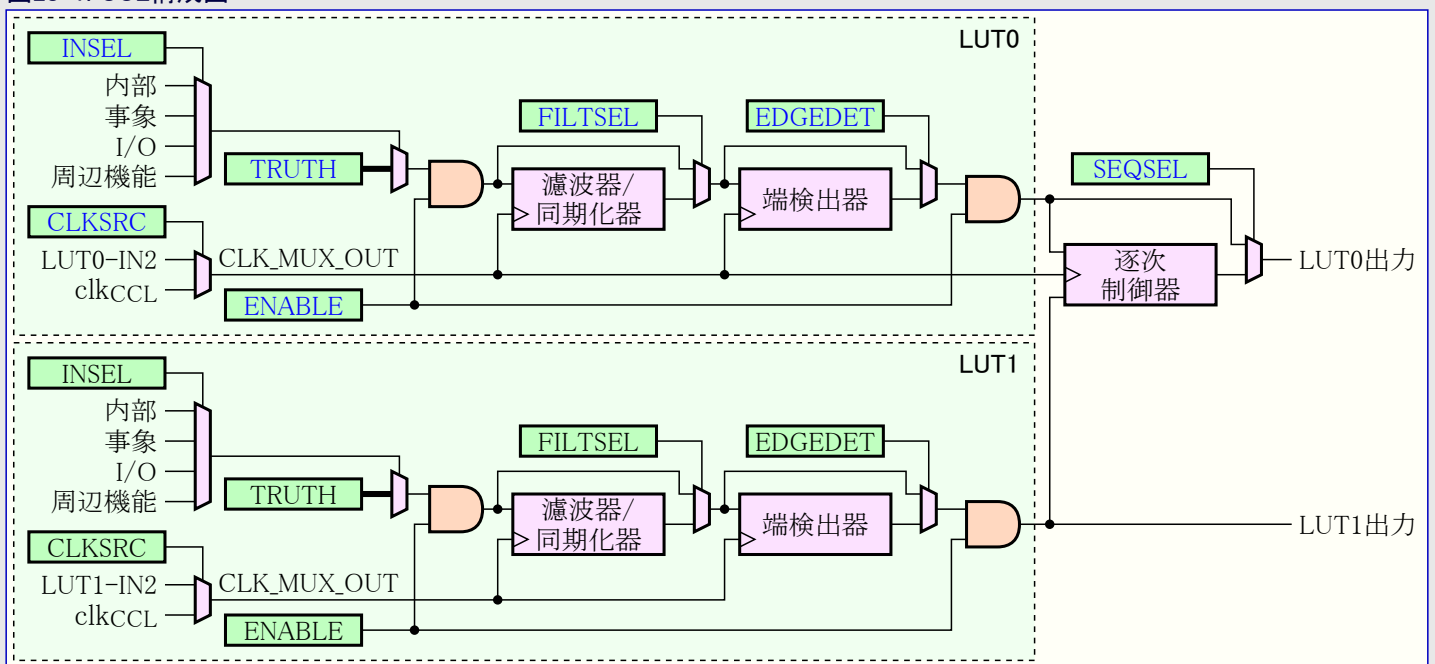 LUT0
INSEL
内部
事象
I/O
周辺機能
TRUTH
FILTSEL
EDGEDET
濾波器/
同期化器
端検出器
SEQSEL
CLKSRC
LUT0-IN2
clkCCL
CLK_MUX_OUT
ENABLE
逐次
制御器
LUT0出力
LUT1
INSEL
内部
事象
I/O
周辺機能
TRUTH
FILTSEL
EDGEDET
濾波器/
同期化器
端検出器
CLKSRC
LUT1-IN2
clkCCL
CLK_MUX_OUT
ENABLE
LUT1出力